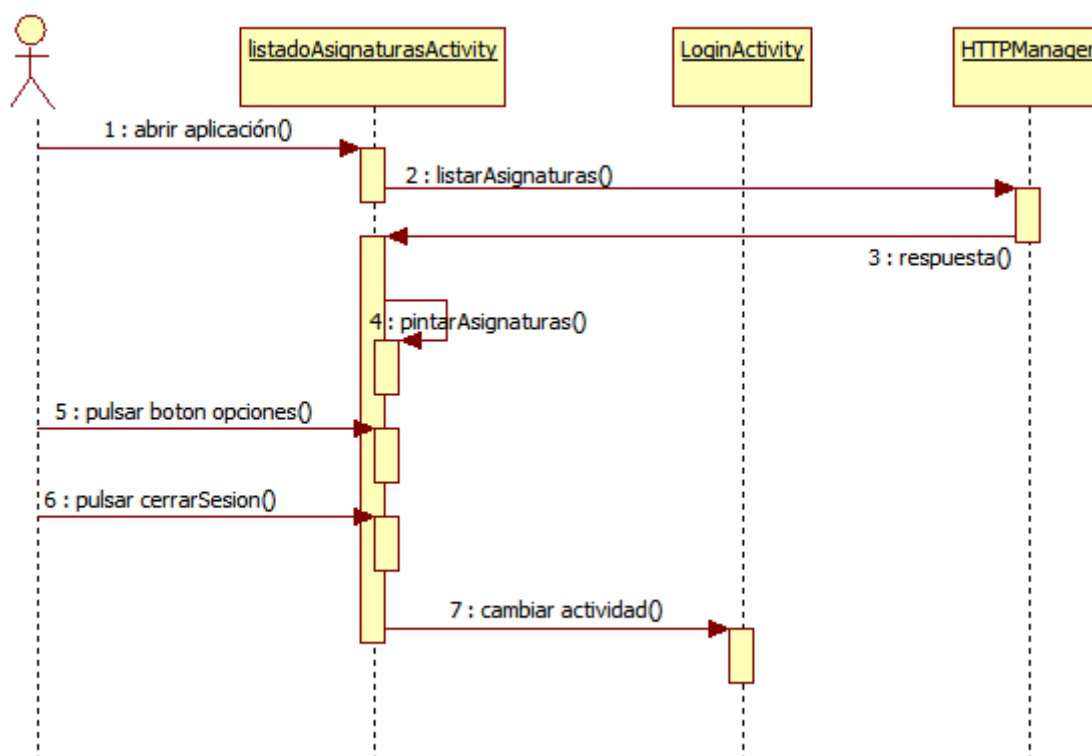 listadoAsignaturasActivity
LoginActivity
HTTPManager
1 : abrir aplicación()
2 : listarAsignaturas()
3 : respuesta()
4 : pintarAsignaturas()
5 : pulsar boton opciones()
6 : pulsar cerrarSesion()
7 : cambiar actividad()